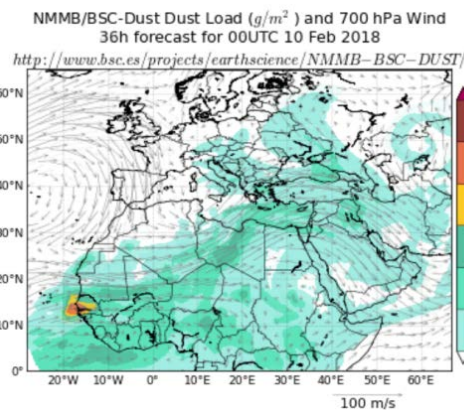 NMMB/BSC-Dust Dust Load (g/m²) and 700 hPa Wind
36h forecast for 00UTC 10 Feb 2018
http://www.bsc.es/projects/earthscience/NMMB−BSC−DUST/
50°N
40°N
30°N
20°N
10°N
0°
20°W 10°W 0° 10°E 20°E 30°E 40°E 50°E 60°E
100 m/s